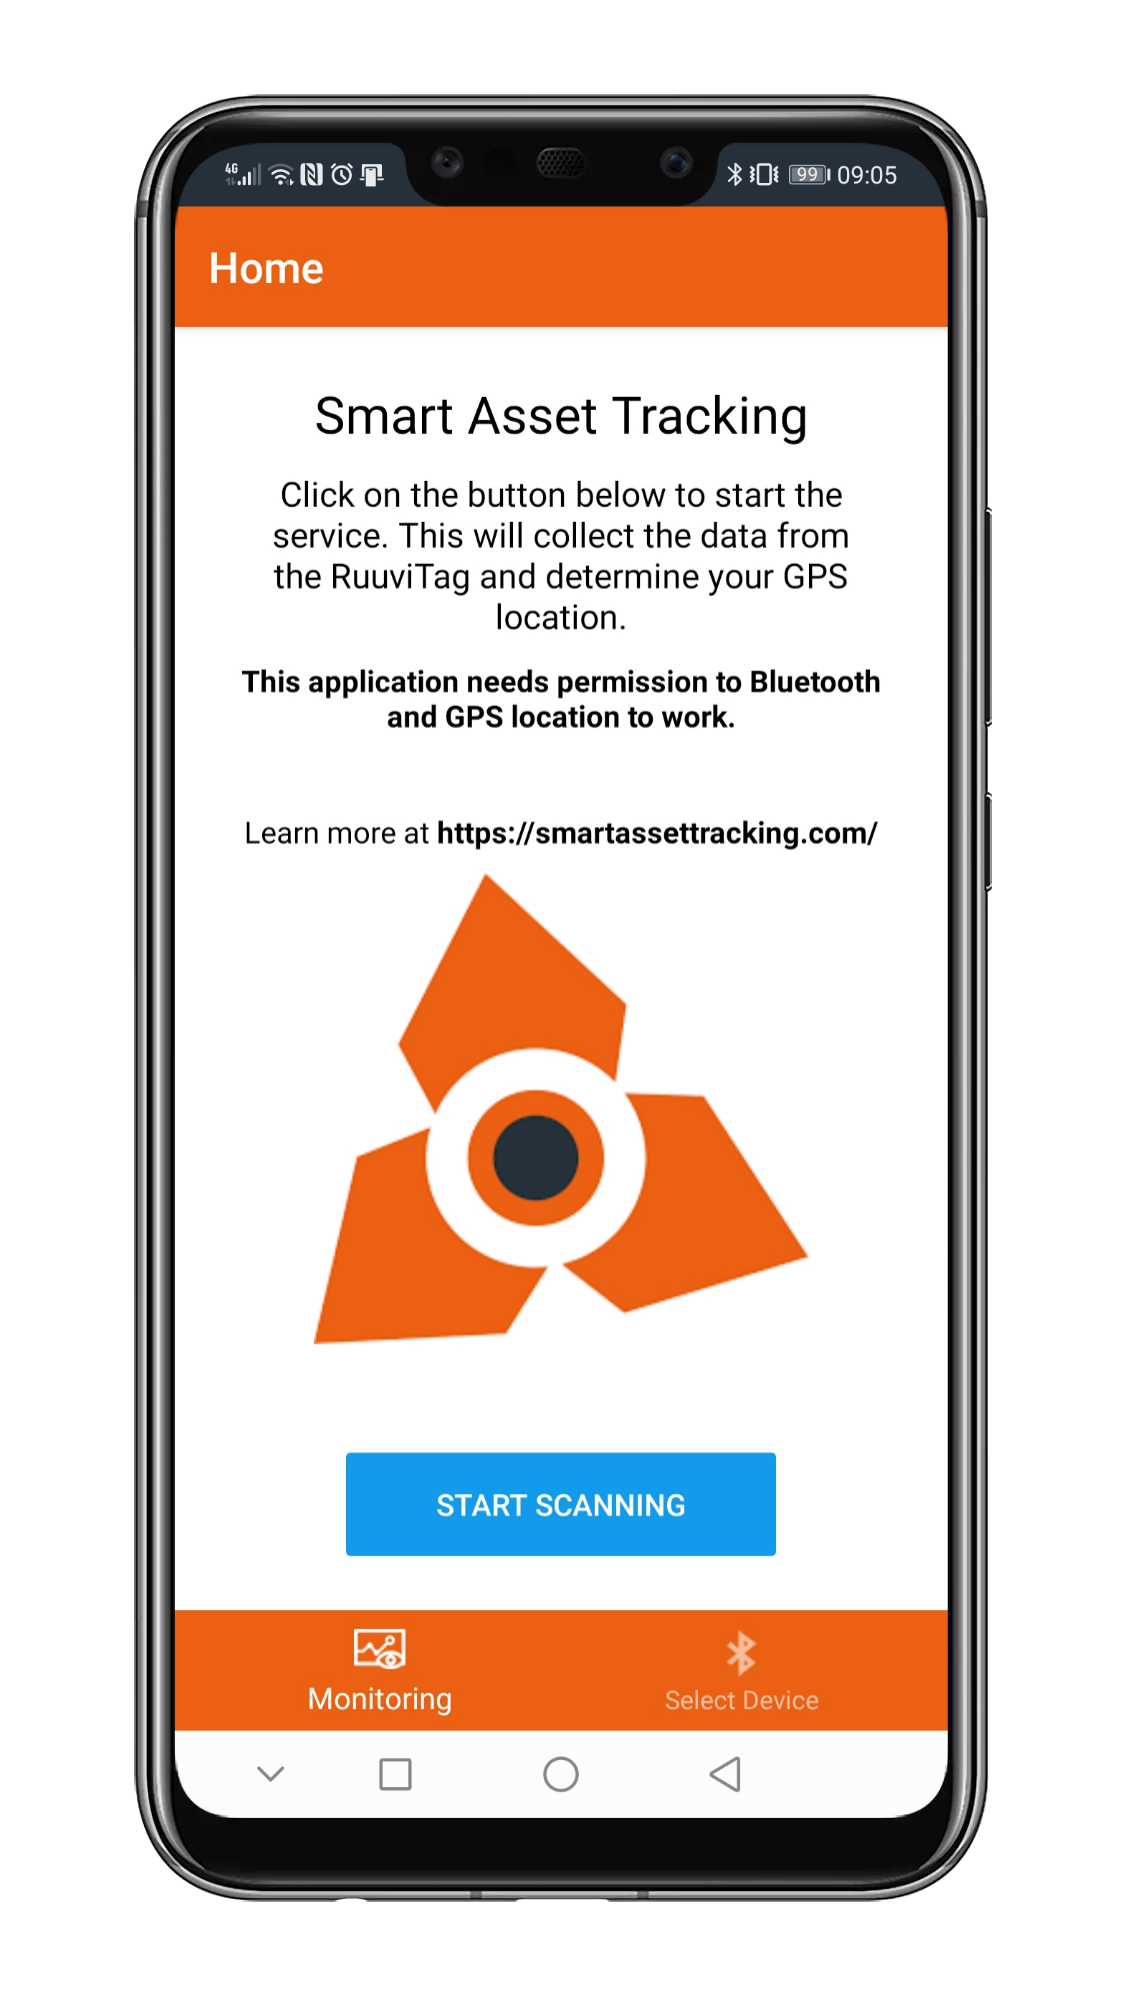 4G 99 09:05
Home
Smart Asset Tracking
Click on the button below to start the
service. This will collect the data from
the RuuviTag and determine your GPS
location.
This application needs permission to Bluetooth
and GPS location to work.
Learn more at https://smartassettracking.com/
START SCANNING
Monitoring
Select Device